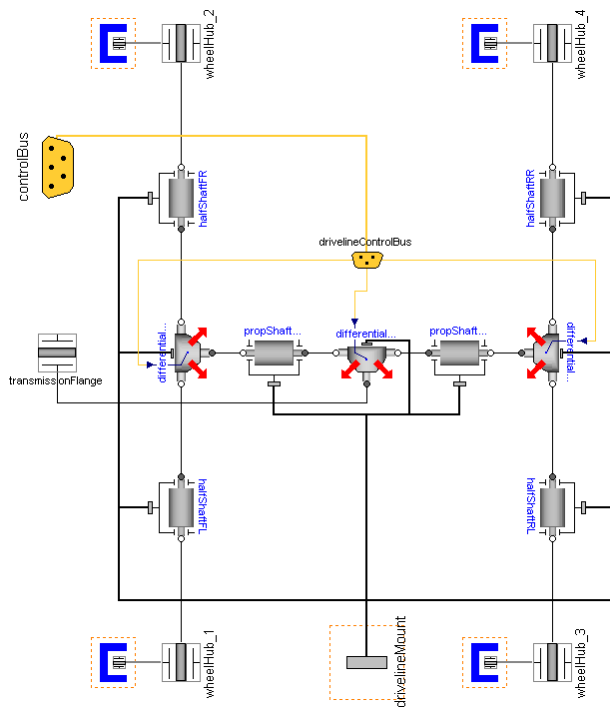 wheelHub_2
wheelHub_4
controlBus
halfShaftFR
halfShaftRR
drivelineControlBus
propShaft...
differential...
propShaft...
differential...
differential...
transmissionFlange
halfShaftFL
halfShaftRL
wheelHub_1
drivelineMount
wheelHub_3